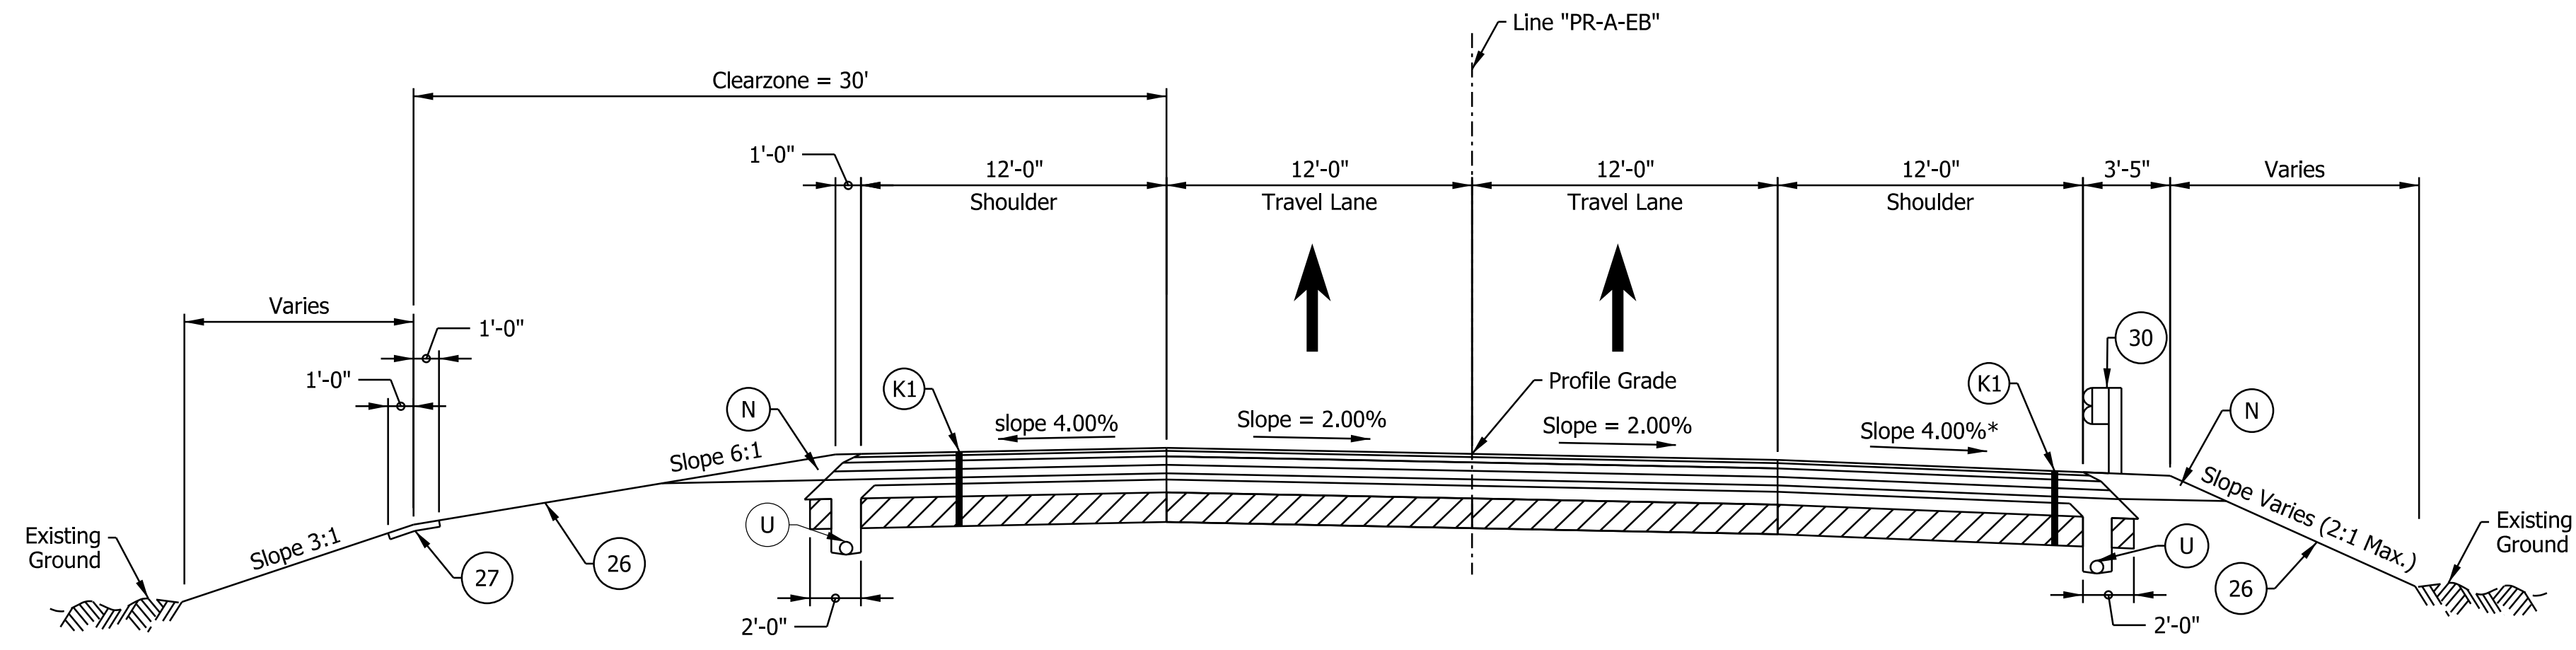 Line "PR-A-EB"
Clearzone = 30'
1'-0"
12'-0"
12'-0"
12'-0"
12'-0"
3'-5"
Varies
Shoulder
Travel Lane
Travel Lane
Shoulder
Varies
1'-0"
1'-0"
30
N
K1
Profile Grade
K1
N
slope 4.00%
Slope = 2.00%
Slope = 2.00%
Slope 4.00%*
Slope 6:1
Slope Varies (2:1 Max.)
Existing
Ground
Slope 3:1
27
26
U
U
26
Existing
Ground
2'-0"
2'-0"